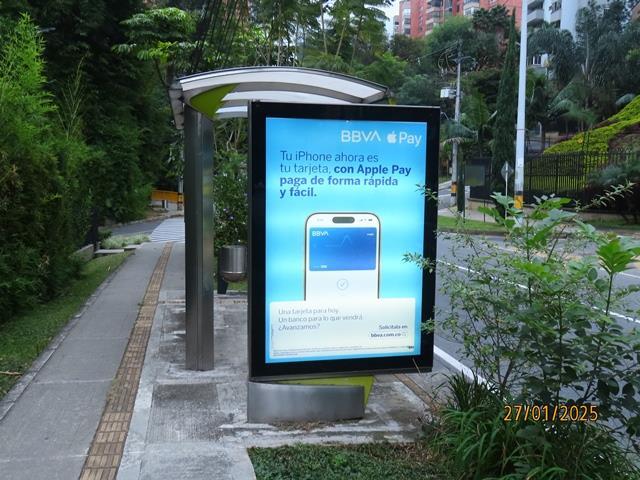 BBVA Pay
Tu iPhone ahora es
tu tarjeta, con Apple Pay
paga de forma rápida
y fácil.
BBVA
Una tarjeta para hoy.
Un banco para lo que vendrá.
¿Avanzamos?
Solicítala en
bbva.com.co
27/01/2025